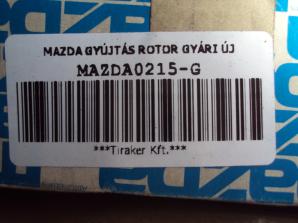 MAZDA GYÚJTÁS ROTOR GYÁRI ÚJ
MAZDA0215-G
***Tiraker Kft.***